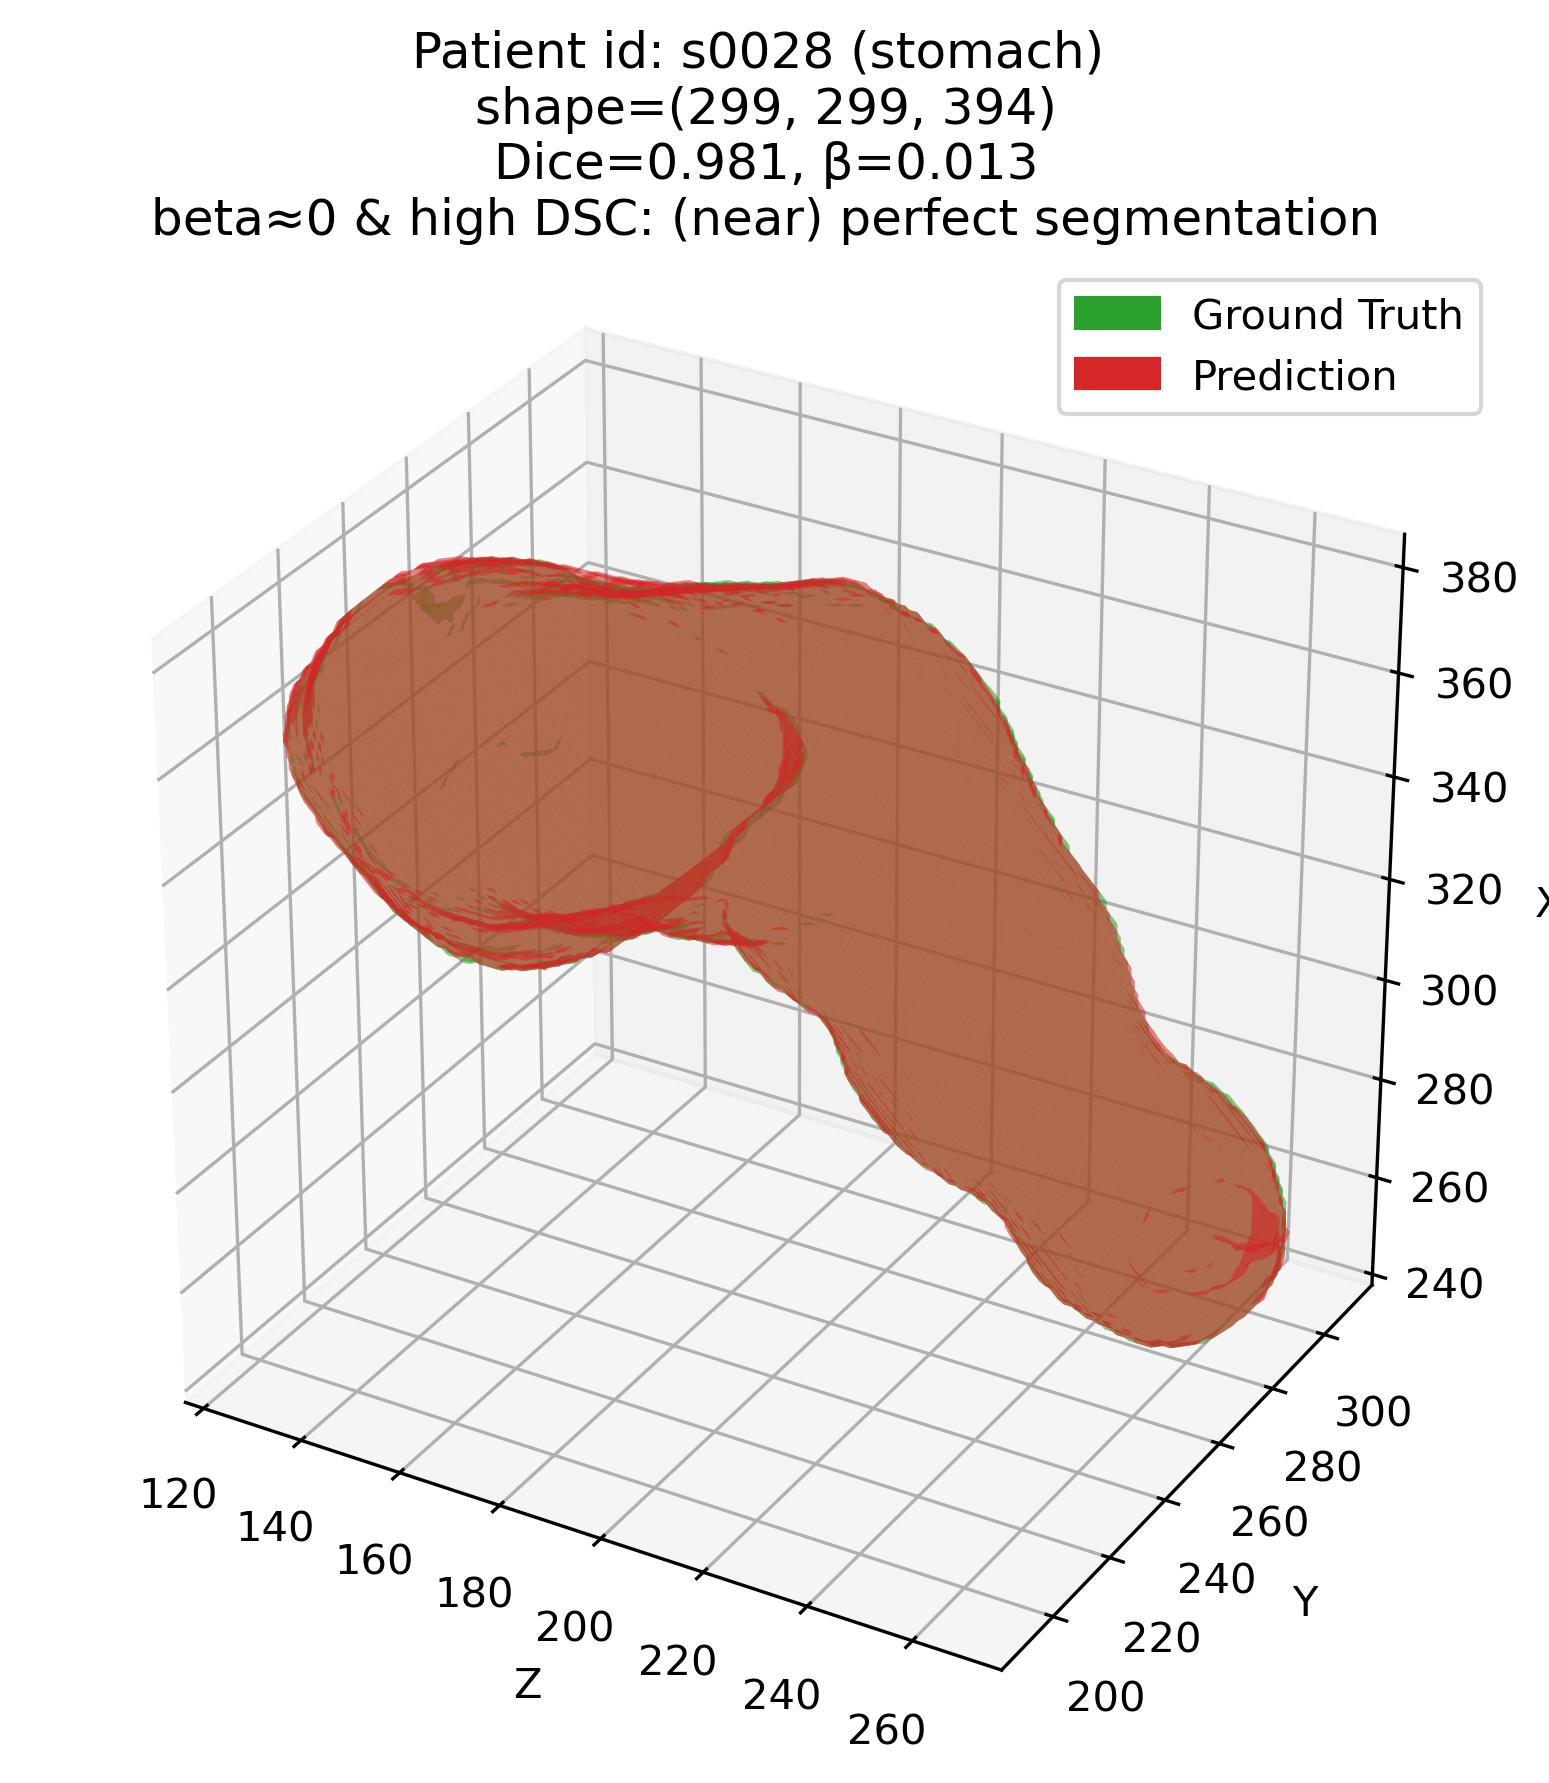 Patient id: s0028 (stomach)
shape=(299, 299, 394)
Dice=0.981, β=0.013
beta≈0 & high DSC: (near) perfect segmentation
Ground Truth
Prediction
380
360
340
320
X
300
280
260
240
300
280
260
240
Y
220
200
120
140
160
180
200
Z
220
240
260